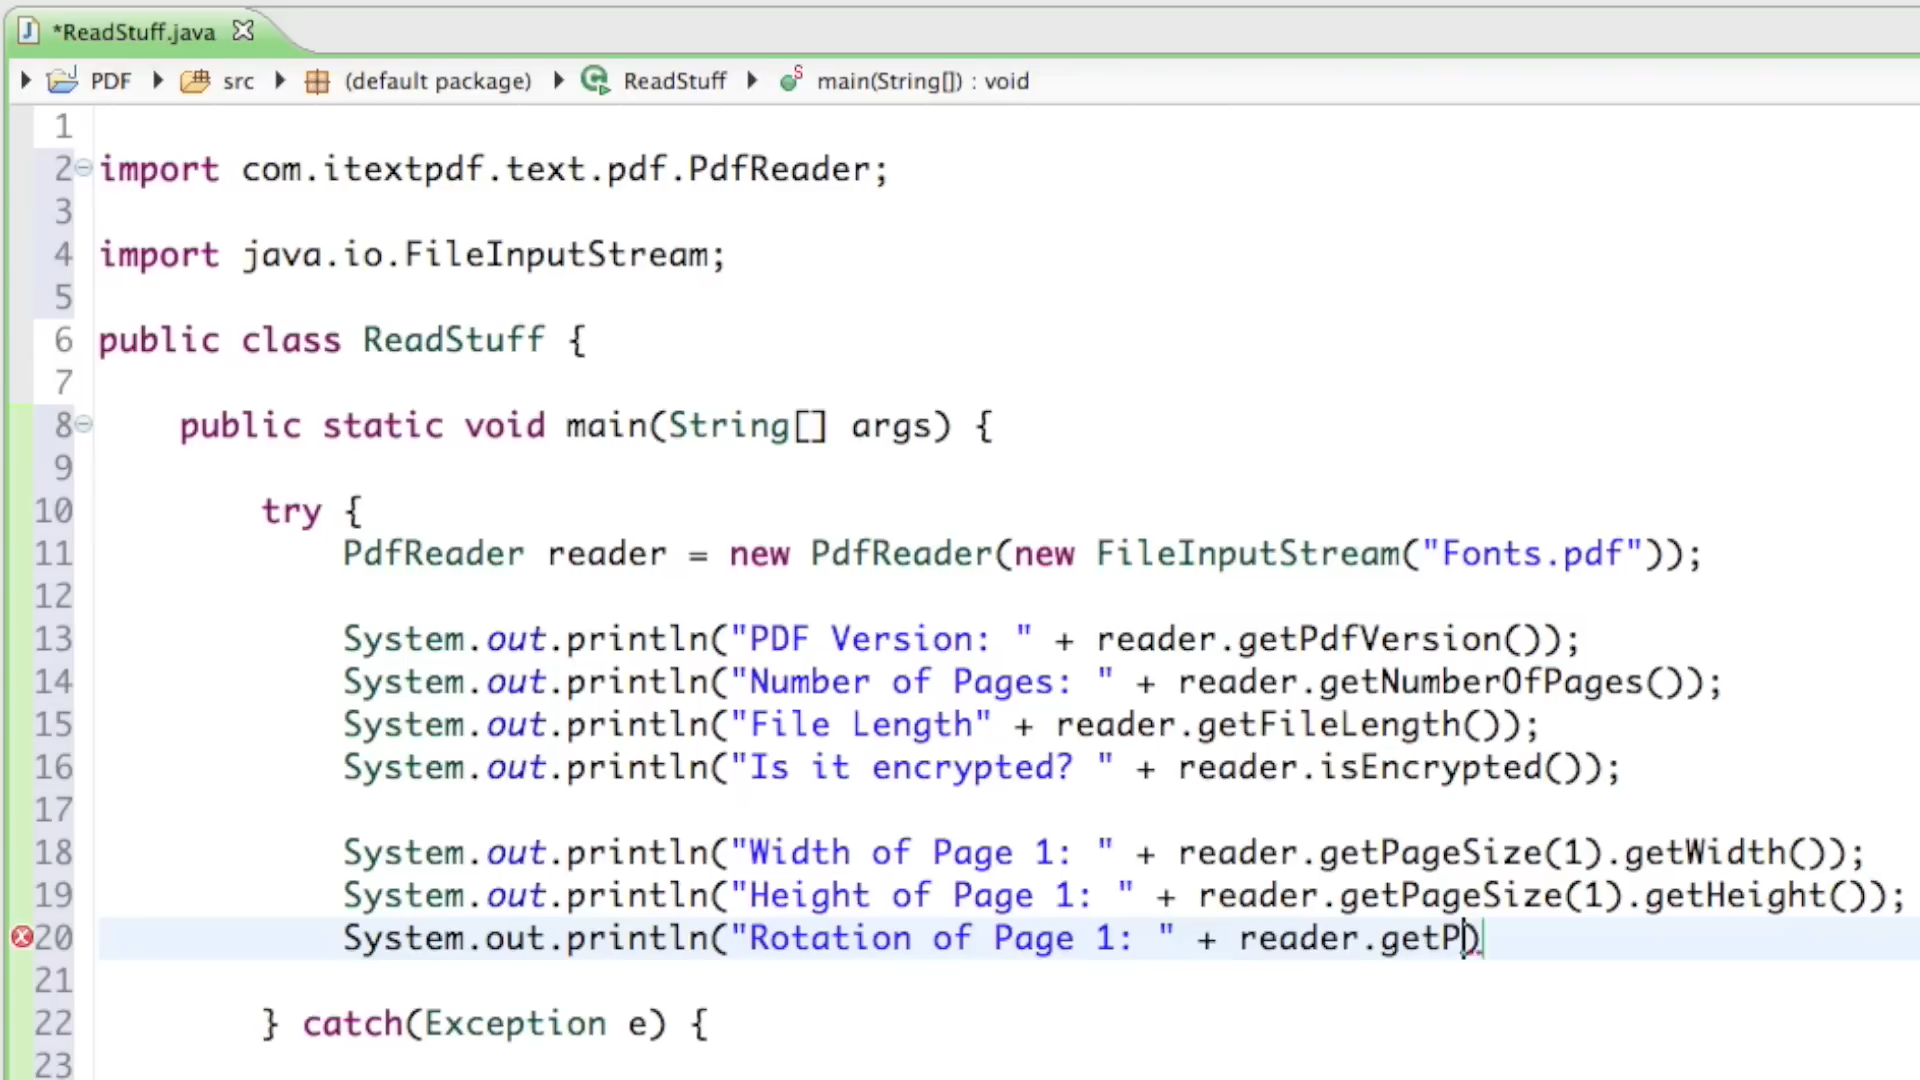 *ReadStuff.java
PDF src (default package) ReadStuff main(String[]) : void
1
2 import com.itextpdf.text.pdf.PdfReader;
3
4 import java.io.FileInputStream;
5
6 public class ReadStuff {
7
8 public static void main(String[] args) {
9
10 try {
11 PdfReader reader = new PdfReader(new FileInputStream("Fonts.pdf"));
12
13 System.out.println("PDF Version: " + reader.getPdfVersion());
14 System.out.println("Number of Pages: " + reader.getNumberOfPages());
15 System.out.println("File Length" + reader.getFileLength());
16 System.out.println("Is it encrypted? " + reader.isEncrypted());
17
18 System.out.println("Width of Page 1: " + reader.getPageSize(1).getWidth());
19 System.out.println("Height of Page 1: " + reader.getPageSize(1).getHeight());
20 System.out.println("Rotation of Page 1: " + reader.getP)
21
22 } catch(Exception e) {
23